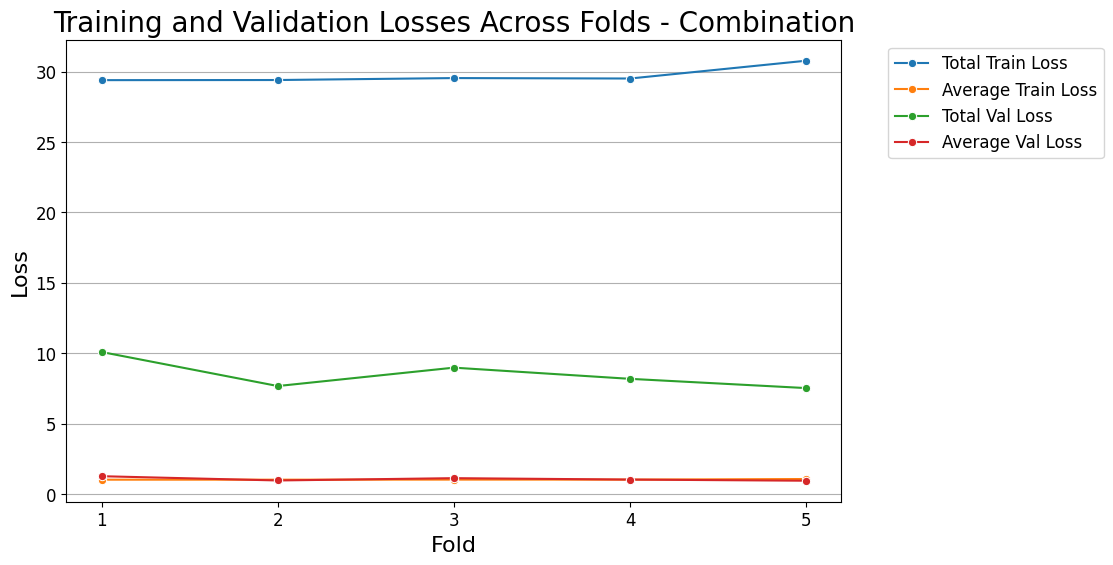 Training and Validation Losses Across Folds - Combination
Total Train Loss
Average Train Loss
Total Val Loss
Average Val Loss
Loss
30
25
20
15
10
5
0
1 2 3 4 5
Fold